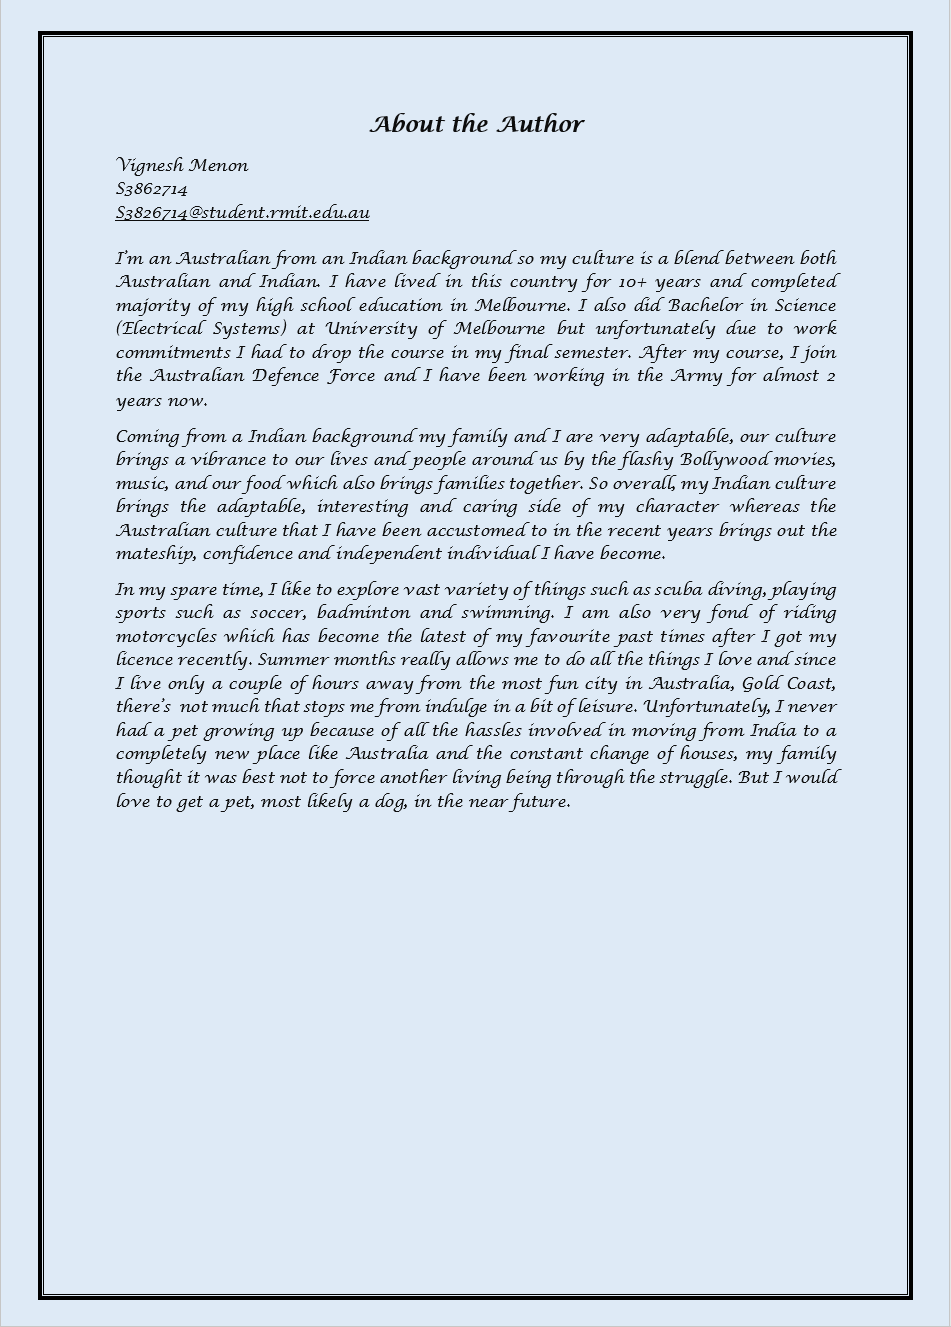 About the Author
Vignesh Menon
S3862714
S3826714@student.rmit.edu.au
I'm an Australian from an Indian background so my culture is a blend between both
Australian and Indian. I have lived in this country for 10+ years and completed
majority of my high school education in Melbourne. I also did Bachelor in Science
(Electrical Systems) at University of Melbourne but unfortunately due to work
commitments I had to drop the course in my final semester. After my course, I join
the Australian Defence Force and I have been working in the Army for almost 2
years now.
Coming from a Indian background my family and I are very adaptable, our culture
brings a vibrance to our lives and people around us by the flashy Bollywood movies,
music, and our food which also brings families together. So overall, my Indian culture
brings the adaptable, interesting and caring side of my character whereas the
Australian culture that I have been accustomed to in the recent years brings out the
mateship, confidence and independent individual I have become.
In my spare time, I like to explore vast variety of things such as scuba diving, playing
sports such as soccer, badminton and swimming. I am also very fond of riding
motorcycles which has become the latest of my favourite past times after I got my
licence recently. Summer months really allows me to do all the things I love and since
I live only a couple of hours away from the most fun city in Australia, Gold Coast,
there's not much that stops me from indulge in a bit of leisure. Unfortunately, I never
had a pet growing up because of all the hassles involved in moving from India to a
completely new place like Australia and the constant change of houses, my family
thought it was best not to force another living being through the struggle. But I would
love to get a pet, most likely a dog, in the near future.